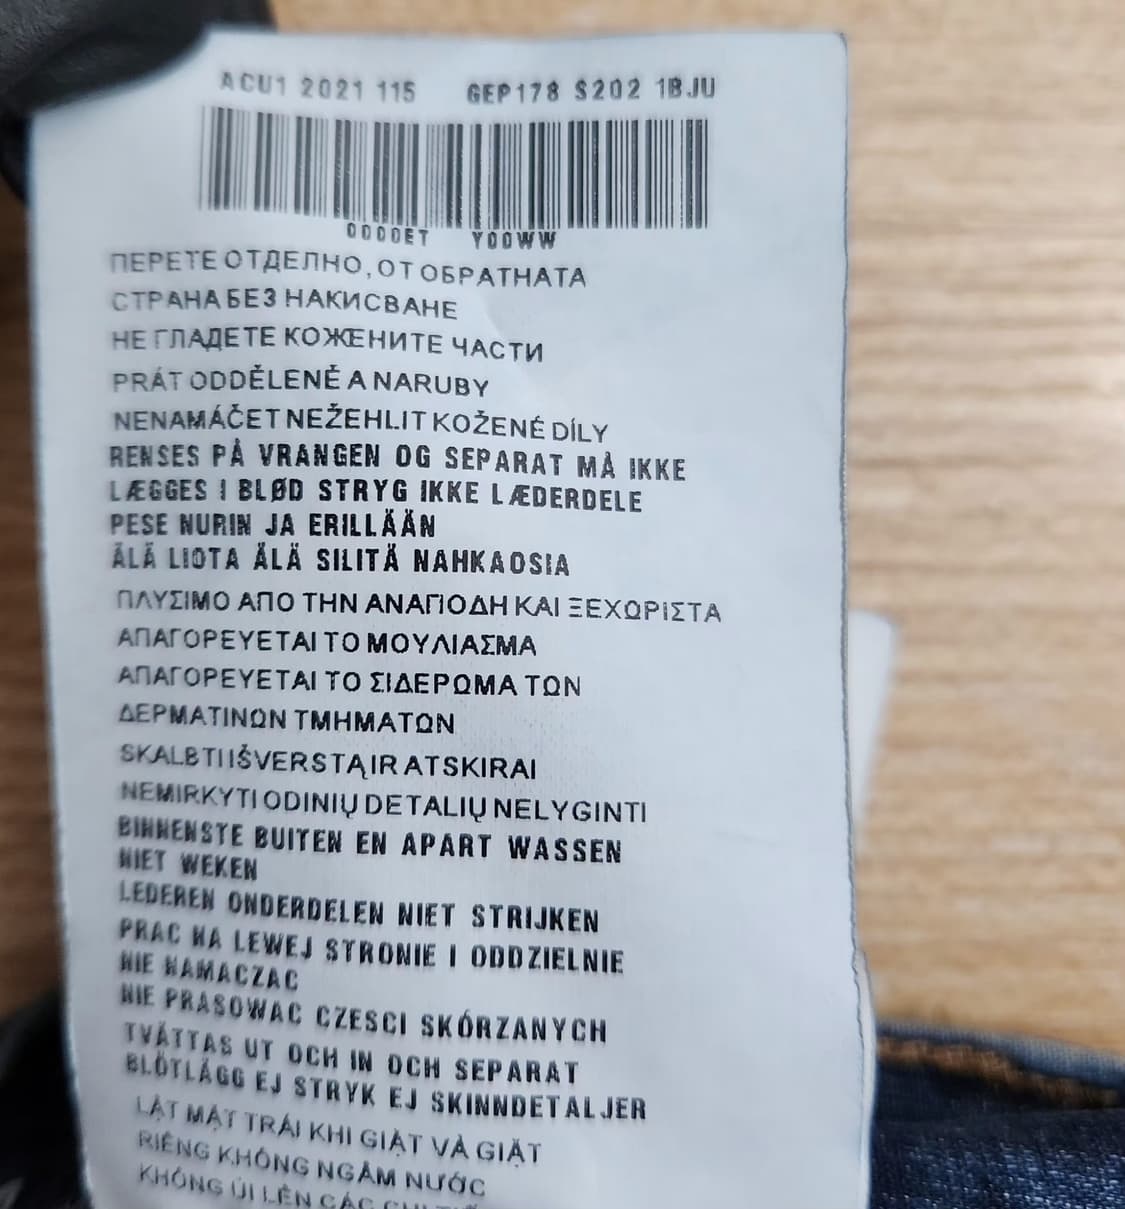 ACU1 2021 115 GEP178 S202 1BJU
0000ET Y00WW
ПЕРЕТЕ ОТДЕЛНО, ОТ ОБРАТНАТА
СТРАНА БЕЗ НАКИСВАНЕ
НЕ ГЛАДЕТЕ КОЖЕНИТЕ ЧАСТИ
PRÁT ODDĚLENĚ A NARUBY
NENAMÁČET NEŽEHLIT KOŽENÉ DÍLY
RENSES PÅ VRANGEN OG SEPARAT MÅ IKKE
LÆGGES I BLØD STRYG IKKE LÆDERDELE
PESE NURIN JA ERILLÄÄN
ÄLÄ LIOTA ÄLÄ SILITÄ NAHKAOSIA
ΠΛΥΣΙΜΟ ΑΠΟ ΤΗΝ ΑΝΑΠΟΔΗ ΚΑΙ ΞΕΧΩΡΙΣΤΑ
ΑΠΑΓΟΡΕΥΕΤΑΙ ΤΟ ΜΟΥΛΙΑΣΜΑ
ΑΠΑΓΟΡΕΥΕΤΑΙ ΤΟ ΣΙΔΕΡΩΜΑ ΤΩΝ
ΔΕΡΜΑΤΙΝΩΝ ΤΜΗΜΑΤΩΝ
SKALBTI IŠVERSTĄ IR ATSKIRAI
NEMIRKYTI ODINIŲ DETALIŲ NELYGINTI
BINNENSTE BUITEN EN APART WASSEN
NIET WEKEN
LEDEREN ONDERDELEN NIET STRIJKEN
PRAC NA LEWEJ STRONIE I ODDZIELNIE
NIE NAMACZAC
NIE PRASOWAC CZESCI SKÓRZANYCH
TVÄTTAS UT OCH IN OCH SEPARAT
BLÖTLÄGG EJ STRYK EJ SKINNDETALJER
LẬT MẶT TRÁI KHI GIẶT VÀ GIẶT
RIÊNG KHÔNG NGÂM NƯỚC
KHÔNG ỦI LÊN CÁC